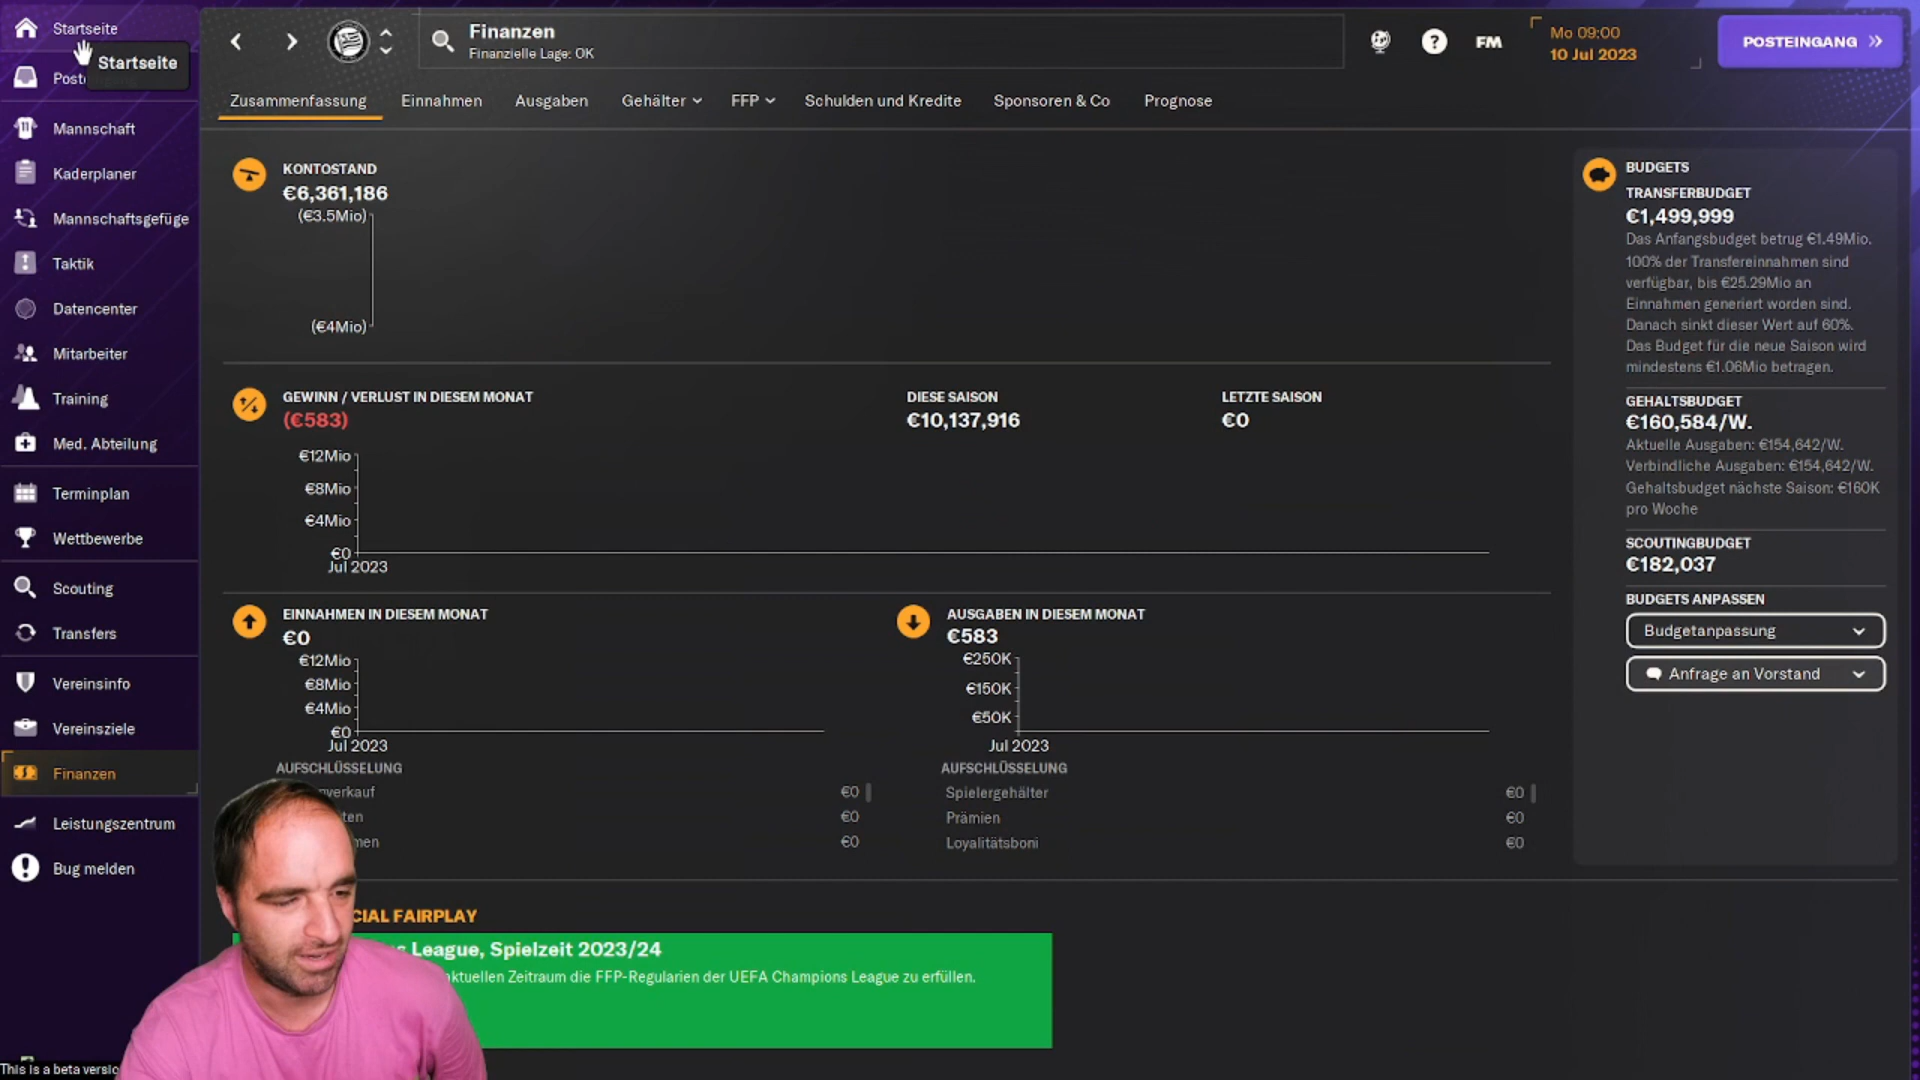 Startseite
Startseite
Mannschaft
Kaderplaner
Mannschaftsgefüge
Taktik
Datencenter
Mitarbeiter
Training
Med. Abteilung
Terminplan
Wettbewerbe
Scouting
Transfers
Vereinsinfo
Vereinsziele
Finanzen
Leistungszentrum
Bug melden
This is a beta versio
Finanzen
Finanzielle Lage: OK
FM
Mo 09:00
10 Jul 2023
POSTEINGANG
Zusammenfassung Einnahmen Ausgaben Gehälter FFP Schulden und Kredite Sponsoren & Co Prognose
KONTOSTAND
€6,361,186
(€3.5Mio)
(€4Mio)
GEWINN / VERLUST IN DIESEM MONAT
(€583)
DIESE SAISON
€10,137,916
LETZTE SAISON
€0
€12Mio
€8Mio
€4Mio
€0
Jul 2023
EINNAHMEN IN DIESEM MONAT
€0
€12Mio
€8Mio
€4Mio
€0
Jul 2023
AUFSCHLÜSSELUNG
nverkauf €0
ten €0
men €0
AUSGABEN IN DIESEM MONAT
€583
€250K
€150K
€50K
Jul 2023
AUFSCHLÜSSELUNG
Spielergehälter €0
Prämien €0
Loyalitätsboni €0
CIAL FAIRPLAY
League, Spielzeit 2023/24
ktuellen Zeitraum die FFP-Regularien der UEFA Champions League zu erfüllen.
BUDGETS
TRANSFERBUDGET
€1,499,999
Das Anfangsbudget betrug €1.49Mio.
100% der Transfereinnahmen sind
verfügbar, bis €25.29Mio an
Einnahmen generiert worden sind.
Danach sinkt dieser Wert auf 60%.
Das Budget für die neue Saison wird
mindestens €1.06Mio betragen.
GEHALTSBUDGET
€160,584/W.
Aktuelle Ausgaben: €154,642/W.
Verbindliche Ausgaben: €154,642/W.
Gehaltsbudget nächste Saison: €160K
pro Woche
SCOUTINGBUDGET
€182,037
BUDGETS ANPASSEN
Budgetanpassung
Anfrage an Vorstand